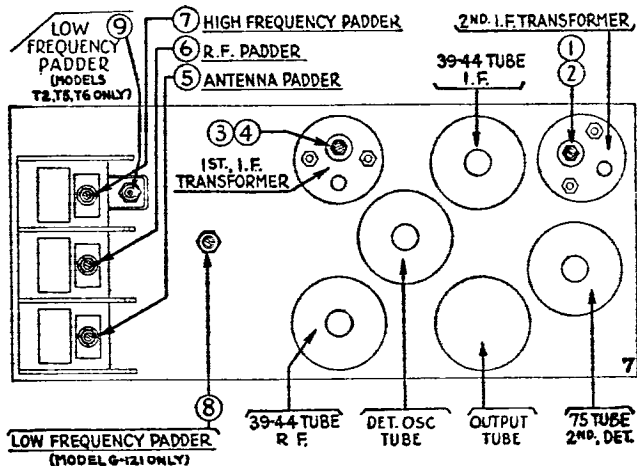 LOW
FREQUENCY
PADDER
(MODELS
T2,T5,T6 ONLY)
9
7 HIGH FREQUENCY PADDER
6 R.F. PADDER
5 ANTENNA PADDER
39-44 TUBE
I.F.
2ND. I.F. TRANSFORMER
1
2
3 4
1ST., I.F.
TRANSFORMER
7
8
LOW FREQUENCY PADDER
(MODEL G-121 ONLY)
39-44 TUBE
R F.
DET. OSC
TUBE
OUTPUT
TUBE
75 TUBE
2ND. DET.